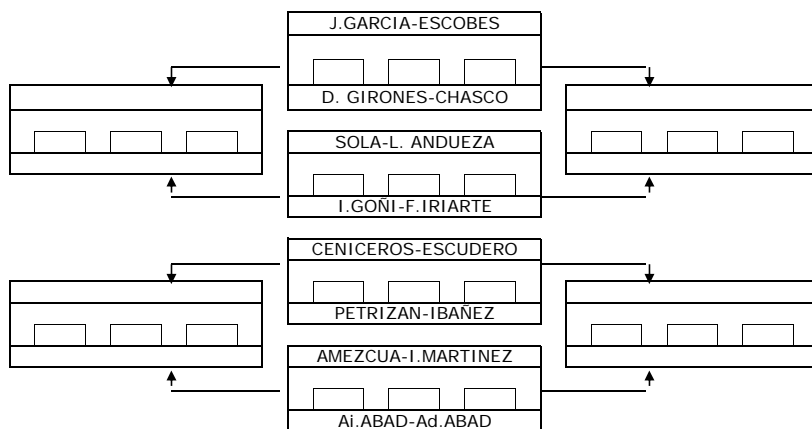 J.GARCIA-ESCOBES
D. GIRONES-CHASCO
SOLA-L. ANDUEZA
I.GOÑI-F.IRIARTE
CENICEROS-ESCUDERO
PETRIZAN-IBAÑEZ
AMEZCUA-I.MARTINEZ
Ai.ABAD-Ad.ABAD